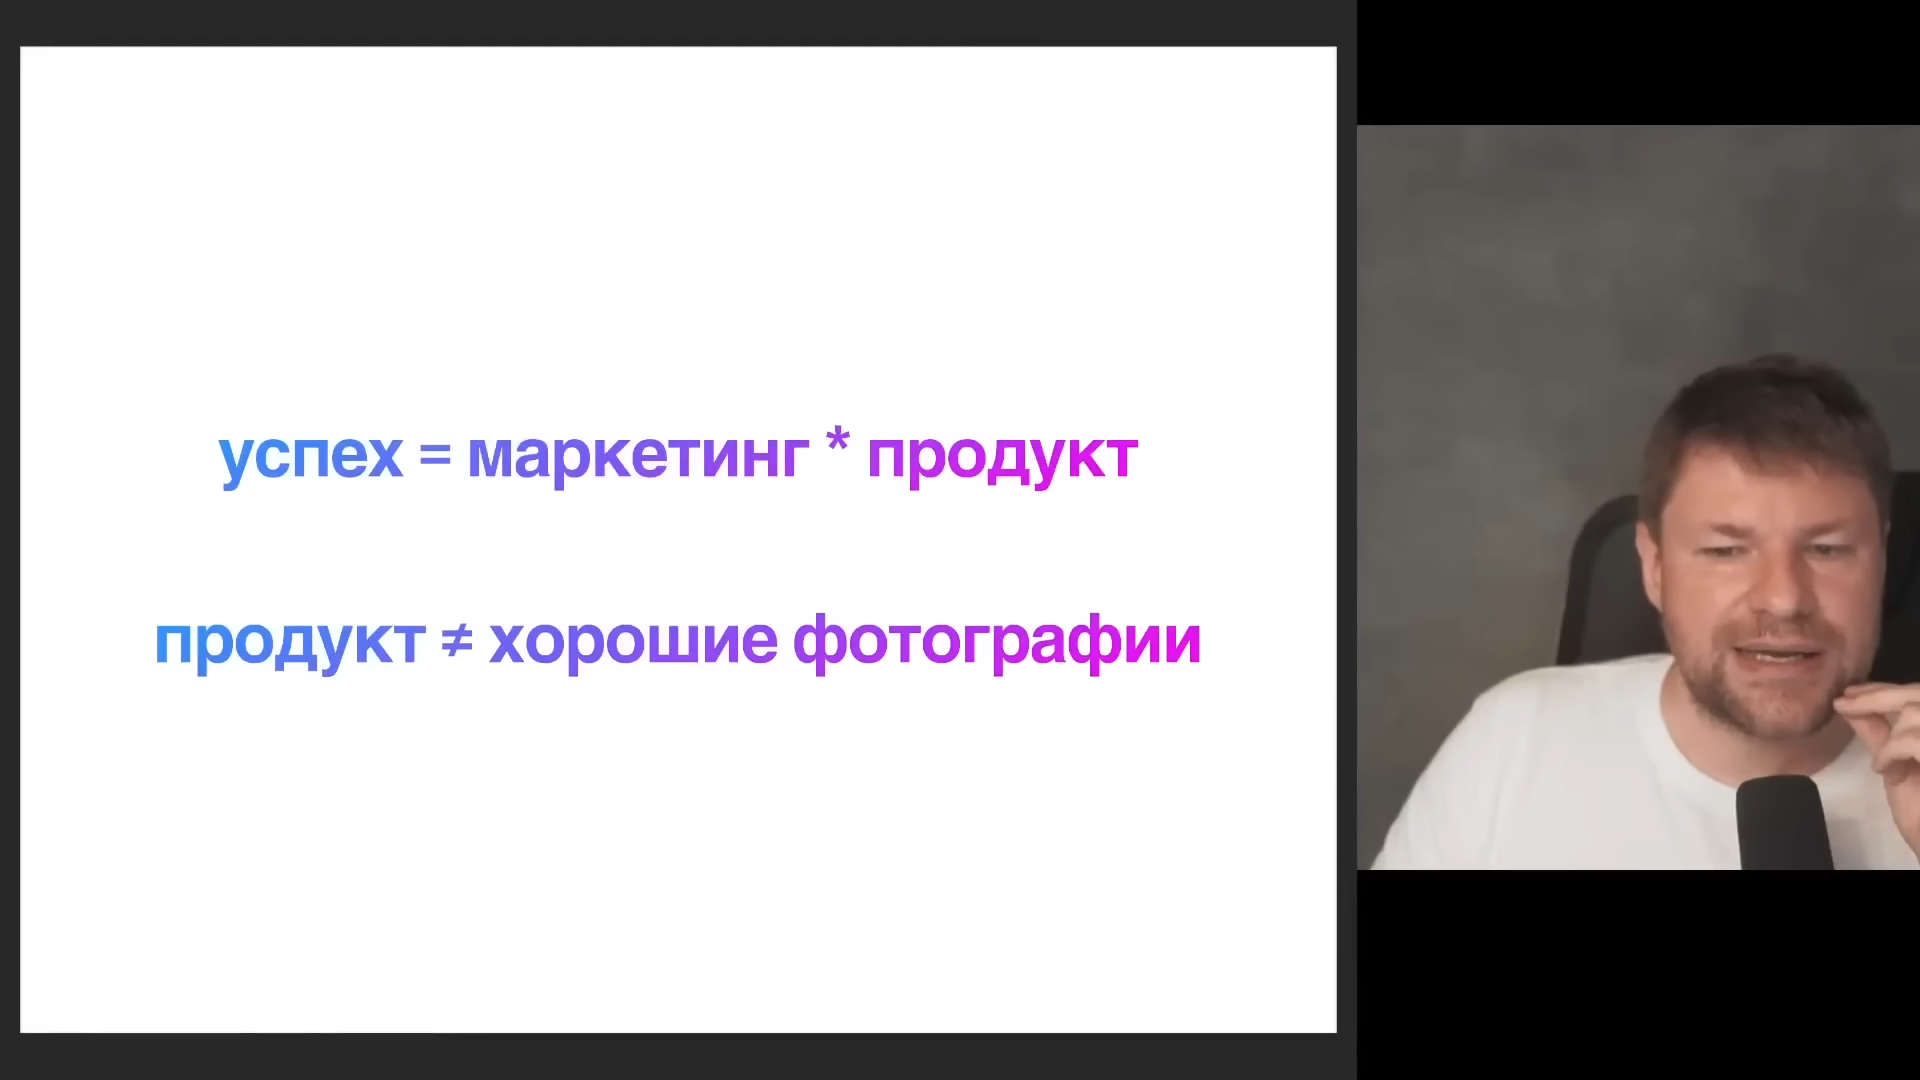 успех = маркетинг * продукт
продукт ≠ хорошие фотографии